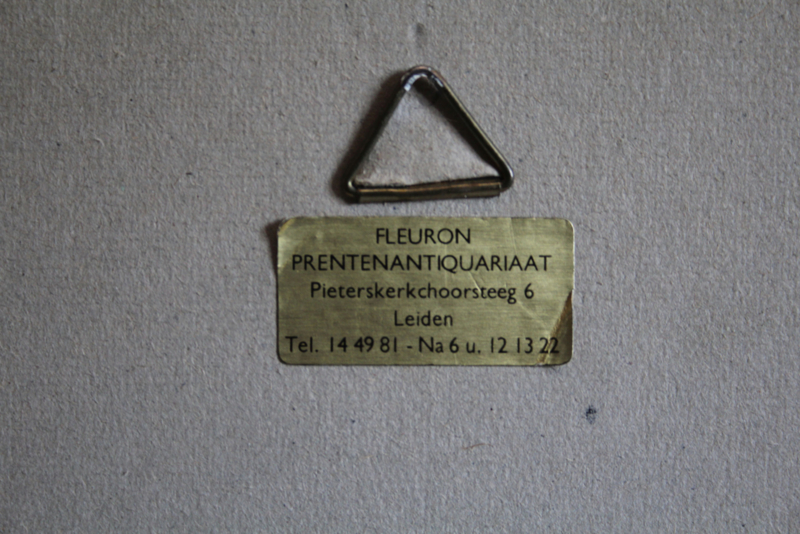 FLEURON
PRENTENANTIQUARIAAT
Pieterskerkchoorsteeg 6
Leiden
Tel. 14 49 81 - Na 6 u. 12 13 22